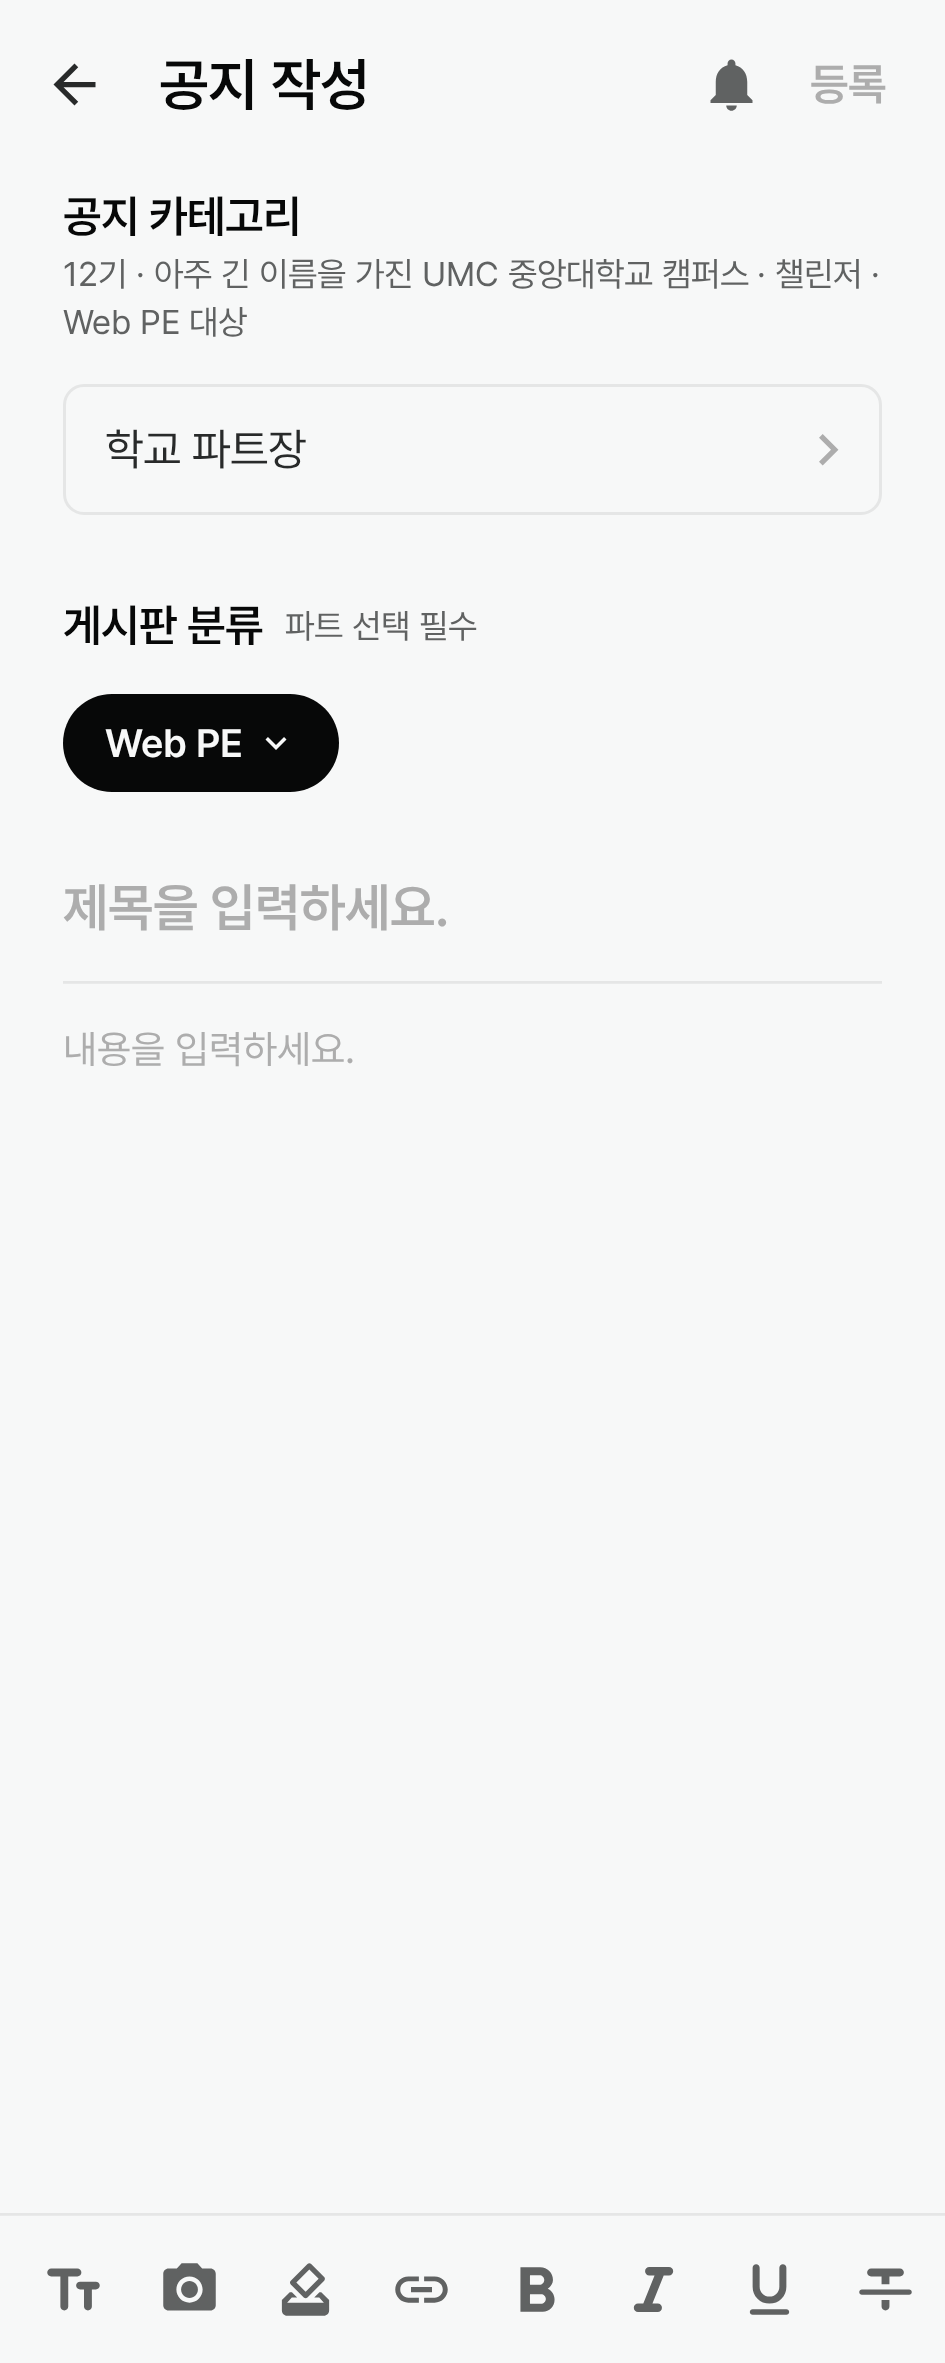 공지 작성
등록
공지 카테고리
12기 · 아주 긴 이름을 가진 UMC 중앙대학교 캠퍼스 · 챌린저 ·
Web PE 대상
학교 파트장
게시판 분류 파트 선택 필수
Web PE
제목을 입력하세요.
내용을 입력하세요.